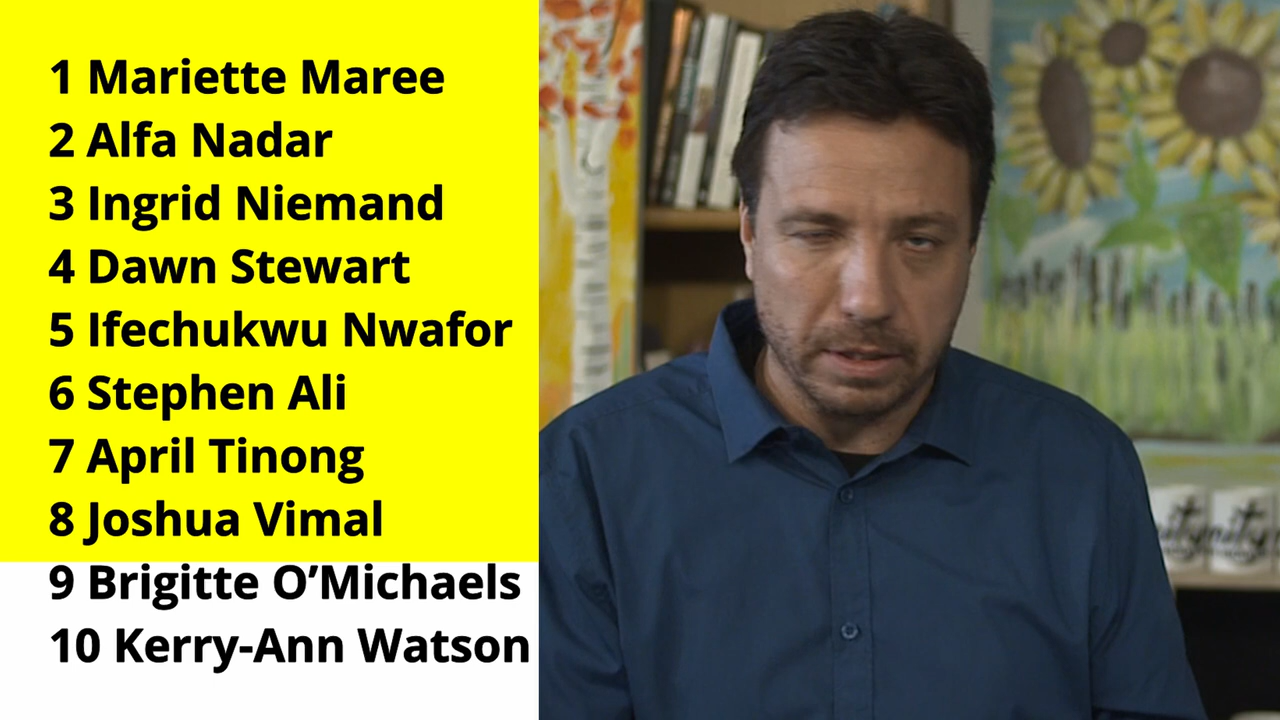 1 Mariette Maree
2 Alfa Nadar
3 Ingrid Niemand
4 Dawn Stewart
5 Ifechukwu Nwafor
6 Stephen Ali
7 April Tinong
8 Joshua Vimal
9 Brigitte O’Michaels
10 Kerry-Ann Watson